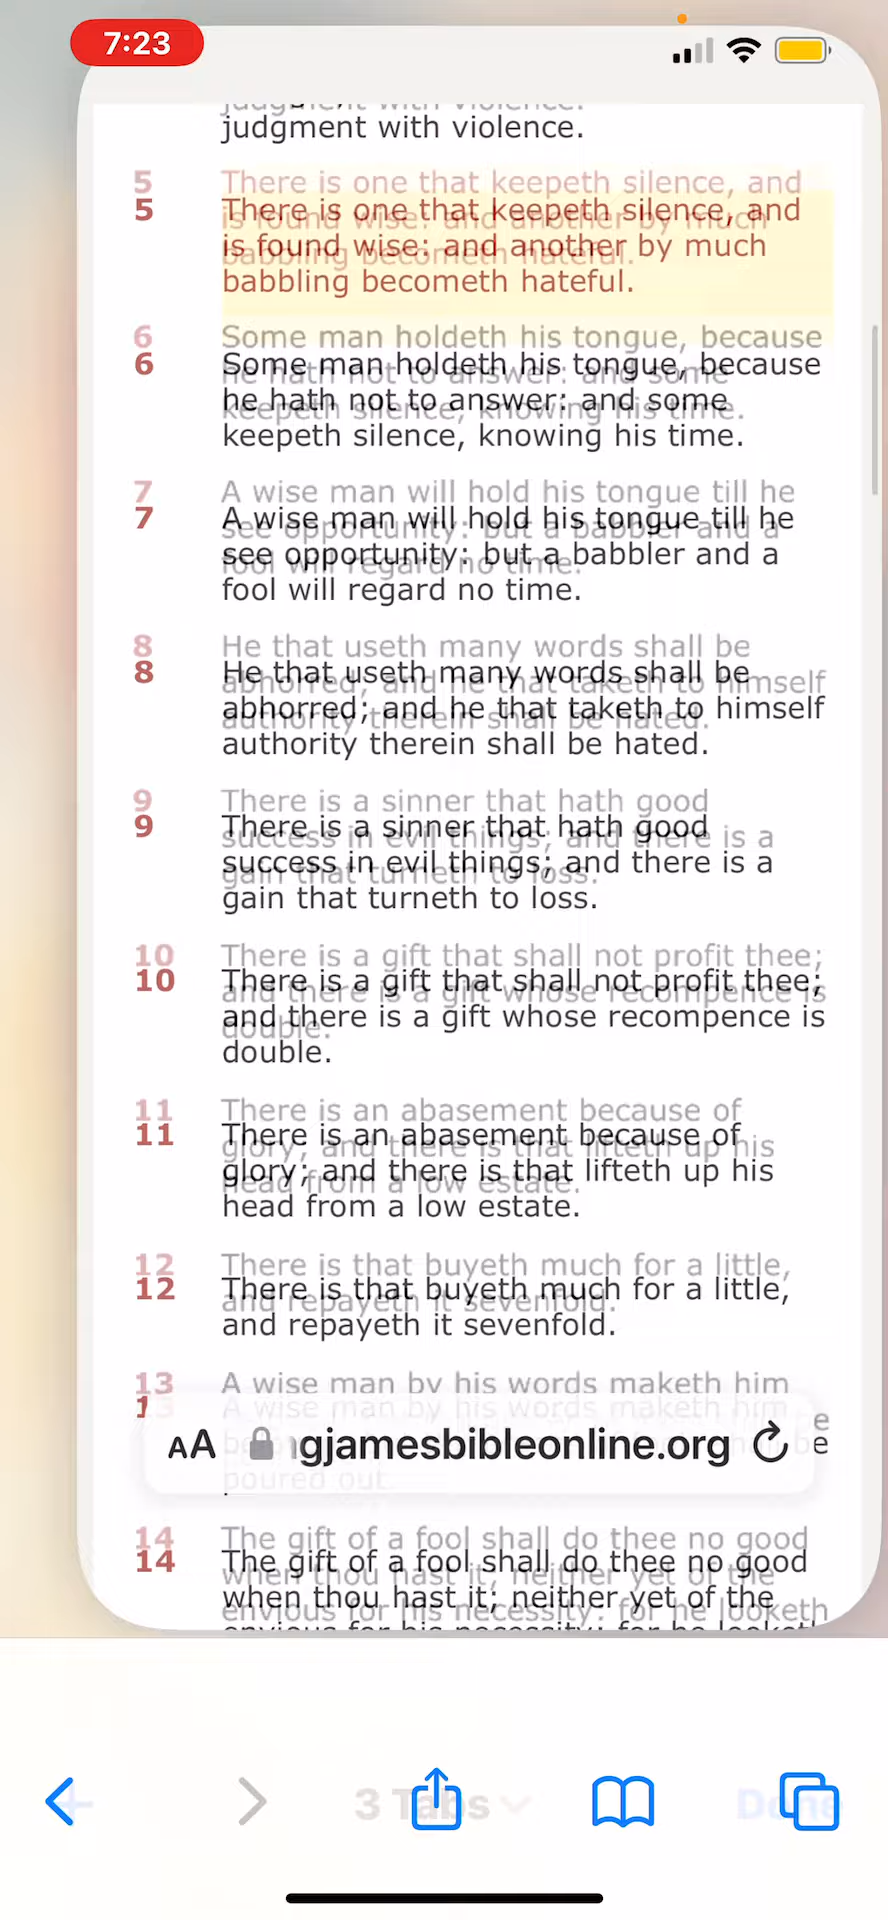 7:23
judgment with violence.
5 There is one that keepeth silence, and
is found wise: and another by much
babbling becometh hateful.
6 Some man holdeth his tongue, because
he hath not to answer: and some
keepeth silence, knowing his time.
7 A wise man will hold his tongue till he
see opportunity: but a babbler and a
fool will regard no time.
8 He that useth many words shall be
abhorred; and he that taketh to himself
authority therein shall be hated.
9 There is a sinner that hath good
success in evil things; and there is a
gain that turneth to loss.
10 There is a gift that shall not profit thee;
and there is a gift whose recompence is
double.
11 There is an abasement because of
glory; and there is that lifteth up his
head from a low estate.
12 There is that buyeth much for a little,
and repayeth it sevenfold.
13 A wise man by his words maketh him
AA gjamesbibleonline.org
poured out
14 The gift of a fool shall do thee no good
when thou hast it; neither yet of the
envious for his necessity: for he looketh
3 Tabs Done